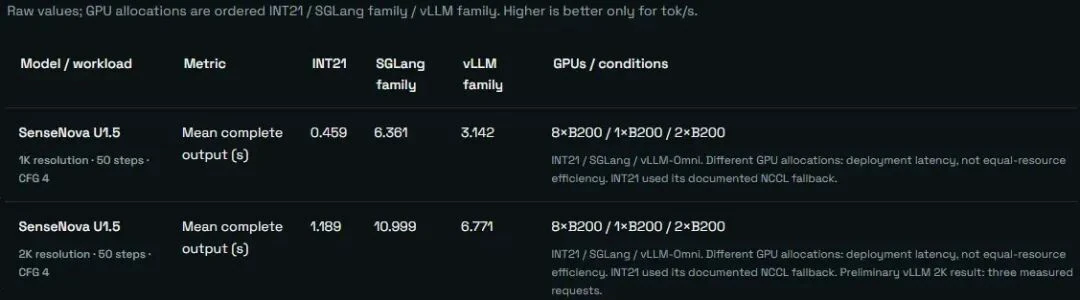 Raw values; GPU allocations are ordered INT21 / SGLang family / vLLM family. Higher is better only for tok/s.
Model / workload Metric INT21 SGLang family vLLM family GPUs / conditions
SenseNova U1.5 Mean complete output (s) 0.459 6.361 3.142 8×B200 / 1×B200 / 2×B200
1K resolution · 50 steps ·
CFG 4
INT21 / SGLang / vLLM-Omni. Different GPU allocations: deployment latency, not equal-resource
efficiency. INT21 used its documented NCCL fallback.
SenseNova U1.5 Mean complete output (s) 1.189 10.999 6.771 8×B200 / 1×B200 / 2×B200
2K resolution · 50 steps ·
CFG 4
INT21 / SGLang / vLLM-Omni. Different GPU allocations: deployment latency, not equal-resource
efficiency. INT21 used its documented NCCL fallback. Preliminary vLLM 2K result: three measured
requests.